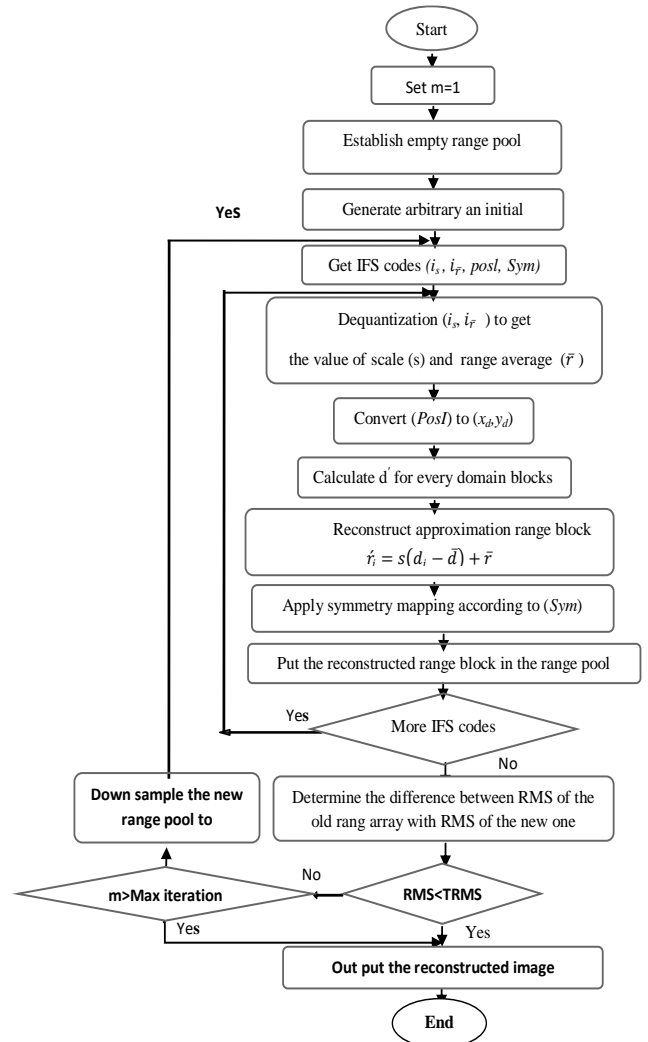 Start
Set m=1
Establish empty range pool
Generate arbitrary an initial
YeS
Get IFS codes (i_s, i_r̄, posl, Sym)
Dequantization (i_s, i_r̄ ) to get
the value of scale (s) and range average (r̄ )
Convert (PosI) to (x_d,y_d)
Calculate d' for every domain blocks
Reconstruct approximation range block
ŕ_i = s(d_i − d̄) + r̄
Apply symmetry mapping according to (Sym)
Put the reconstructed range block in the range pool
Yes
More IFS codes
No
Down sample the new
range pool to
Determine the difference between RMS of the
old rang array with RMS of the new one
No
m>Max iteration
RMS<TRMS
Yes
Yes
Out put the reconstructed image
End